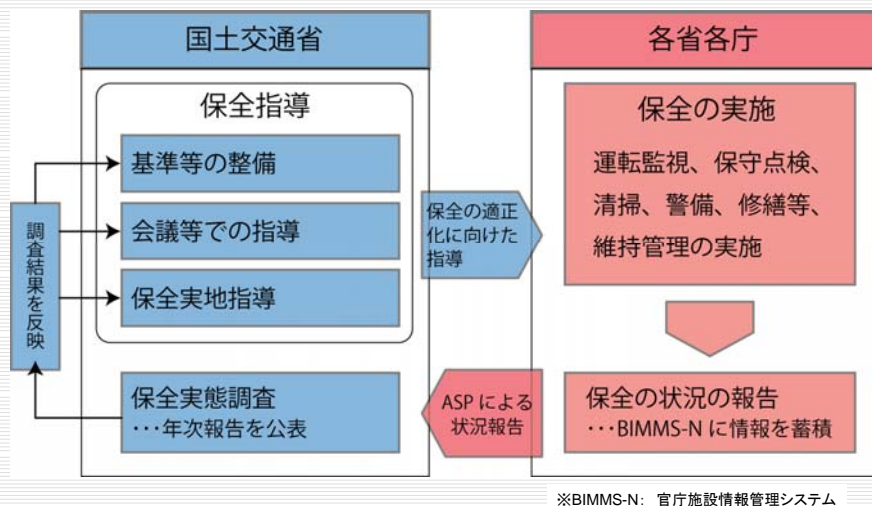 国土交通省
保全指導
基準等の整備
会議等での指導
保全実地指導
調査結果を反映
保全実態調査
･･･年次報告を公表
保全の適正
化に向けた
指導
ASP による
状況報告
各省各庁
保全の実施
運転監視、保守点検、
清掃、警備、修繕等、
維持管理の実施
保全の状況の報告
･･･BIMMS-N に情報を蓄積
※BIMMS-N： 官庁施設情報管理システム